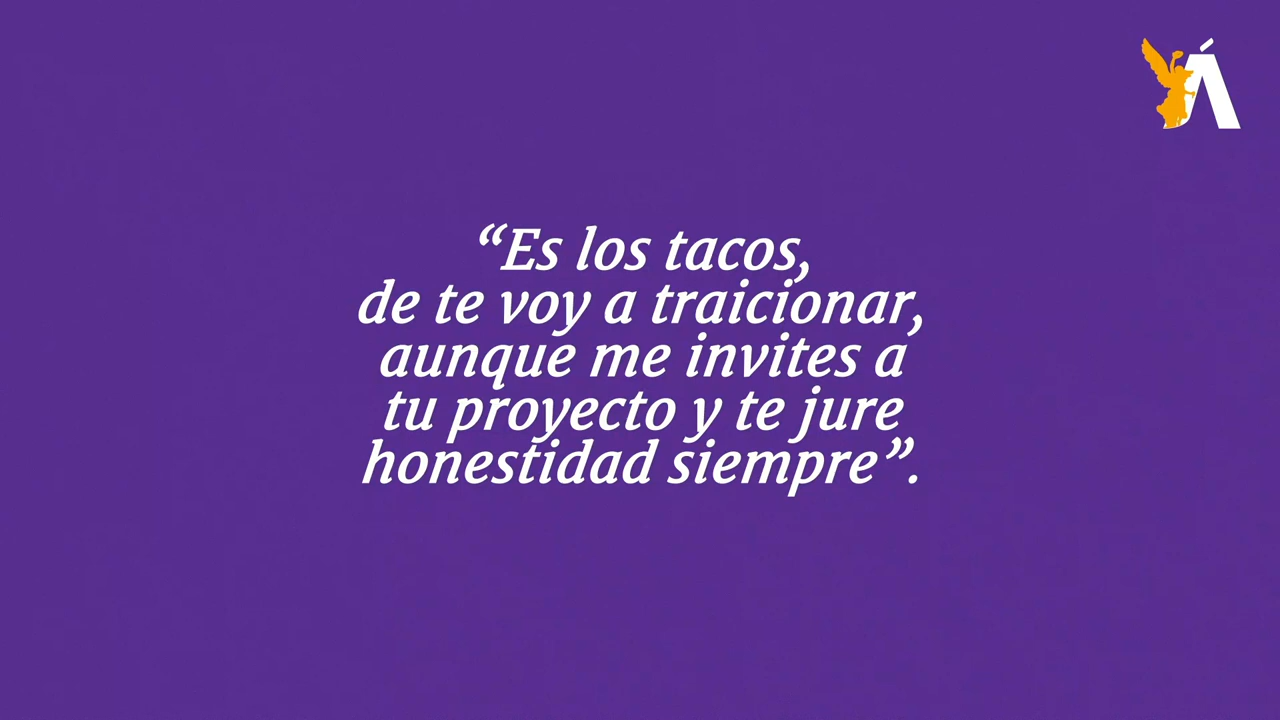 “Es los tacos,
de te voy a traicionar,
aunque me invites a
tu proyecto y te jure
honestidad siempre”.
Á